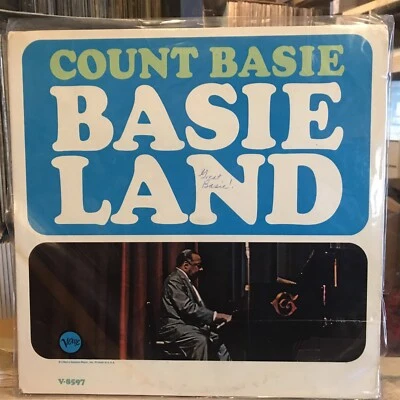 COUNT BASIE
BASIE
LAND
Great
Basie!
Verve
V-8597